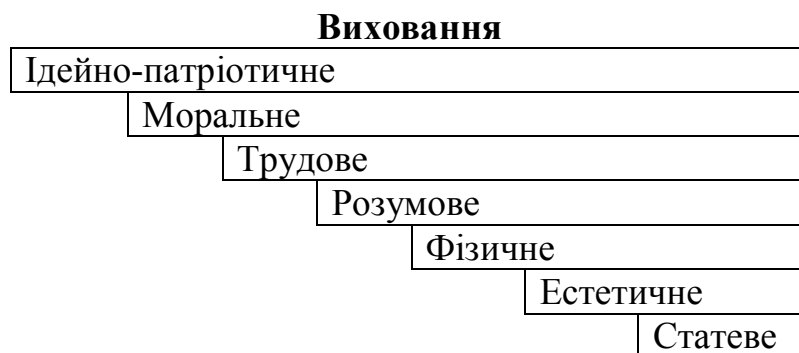 Виховання
Ідейно-патріотичне
Моральне
Трудове
Розумове
Фізичне
Естетичне
Статеве